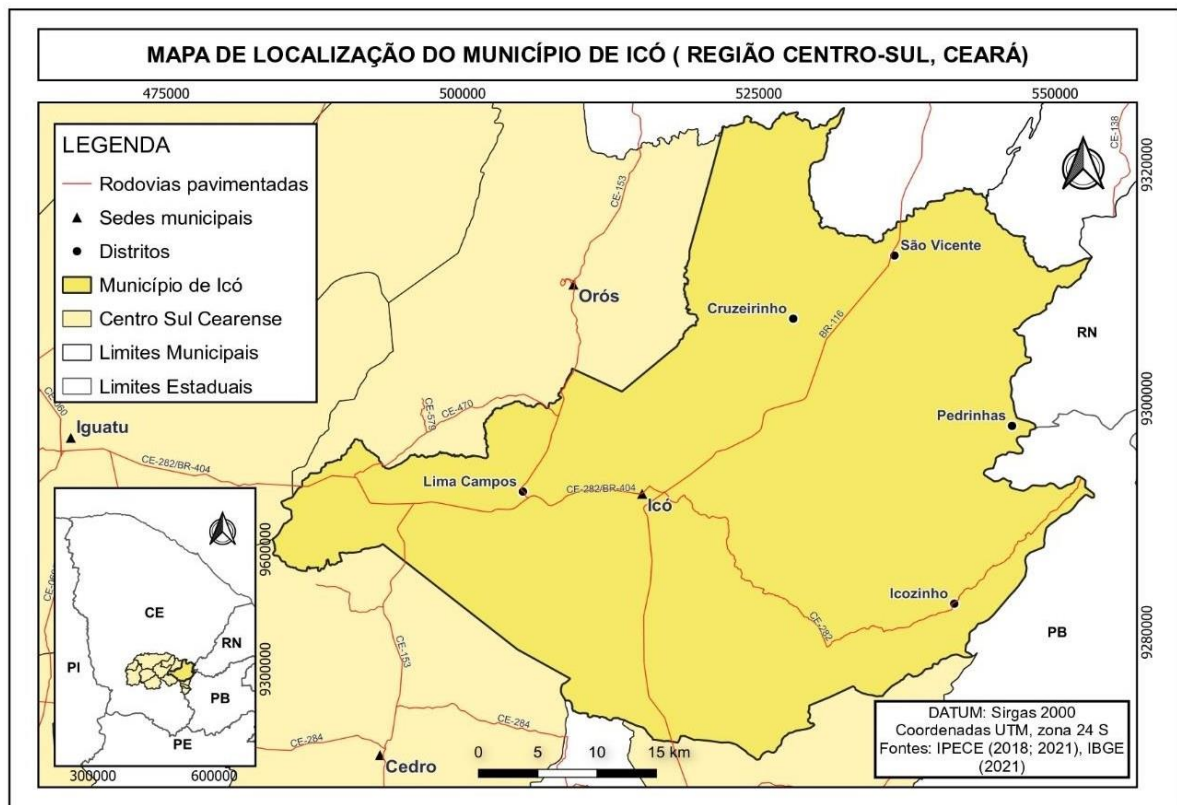 MAPA DE LOCALIZAÇÃO DO MUNICÍPIO DE ICÓ ( REGIÃO CENTRO-SUL, CEARÁ)
475000
500000
525000
550000
LEGENDA
Rodovias pavimentadas
Sedes municipais
Distritos
Município de Icó
Centro Sul Cearense
Limites Municipais
Limites Estaduais
CE-153
CE-138
9320000
São Vicente
Orós
Cruzeirinho
BR-116
RN
CE-470
CE-579
9300000
Iguatu
Pedrinhas
CE-282/BR-404
Lima Campos
CE-282/BR-404
Icó
Icozinho
CE-282
9280000
PB
CE-153
CE-284
CE-284
Cedro
9600000
9300000
CE
RN
PI
PB
PE
300000
600000
0 5 10 15 km
DATUM: Sirgas 2000
Coordenadas UTM, zona 24 S
Fontes: IPECE (2018; 2021), IBGE
(2021)